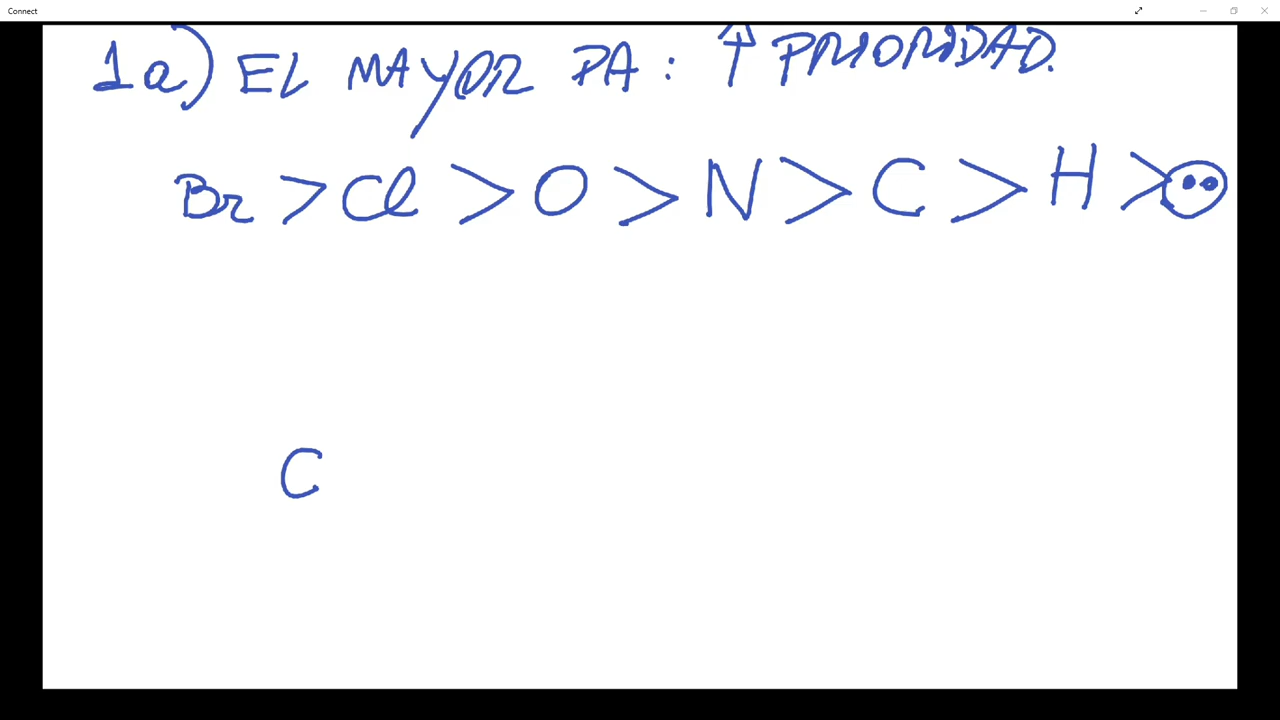 Connect
1a) EL MAYOR PA: ↑ PRIORIDAD.
Br > Cl > O > N > C > H > ••
C